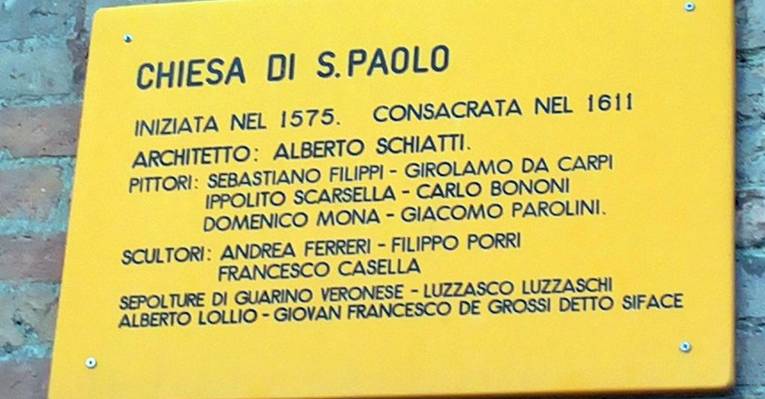 CHIESA DI S. PAOLO
INIZIATA NEL 1575. CONSACRATA NEL 1611
ARCHITETTO: ALBERTO SCHIATTI.
PITTORI: SEBASTIANO FILIPPI - GIROLAMO DA CARPI
IPPOLITO SCARSELLA - CARLO BONONI
DOMENICO MONA - GIACOMO PAROLINI.
SCULTORI: ANDREA FERRERI - FILIPPO PORRI
FRANCESCO CASELLA
SEPOLTURE DI GUARINO VERONESE - LUZZASCO LUZZASCHI
ALBERTO LOLLIO - GIOVAN FRANCESCO DE GROSSI DETTO SIFACE